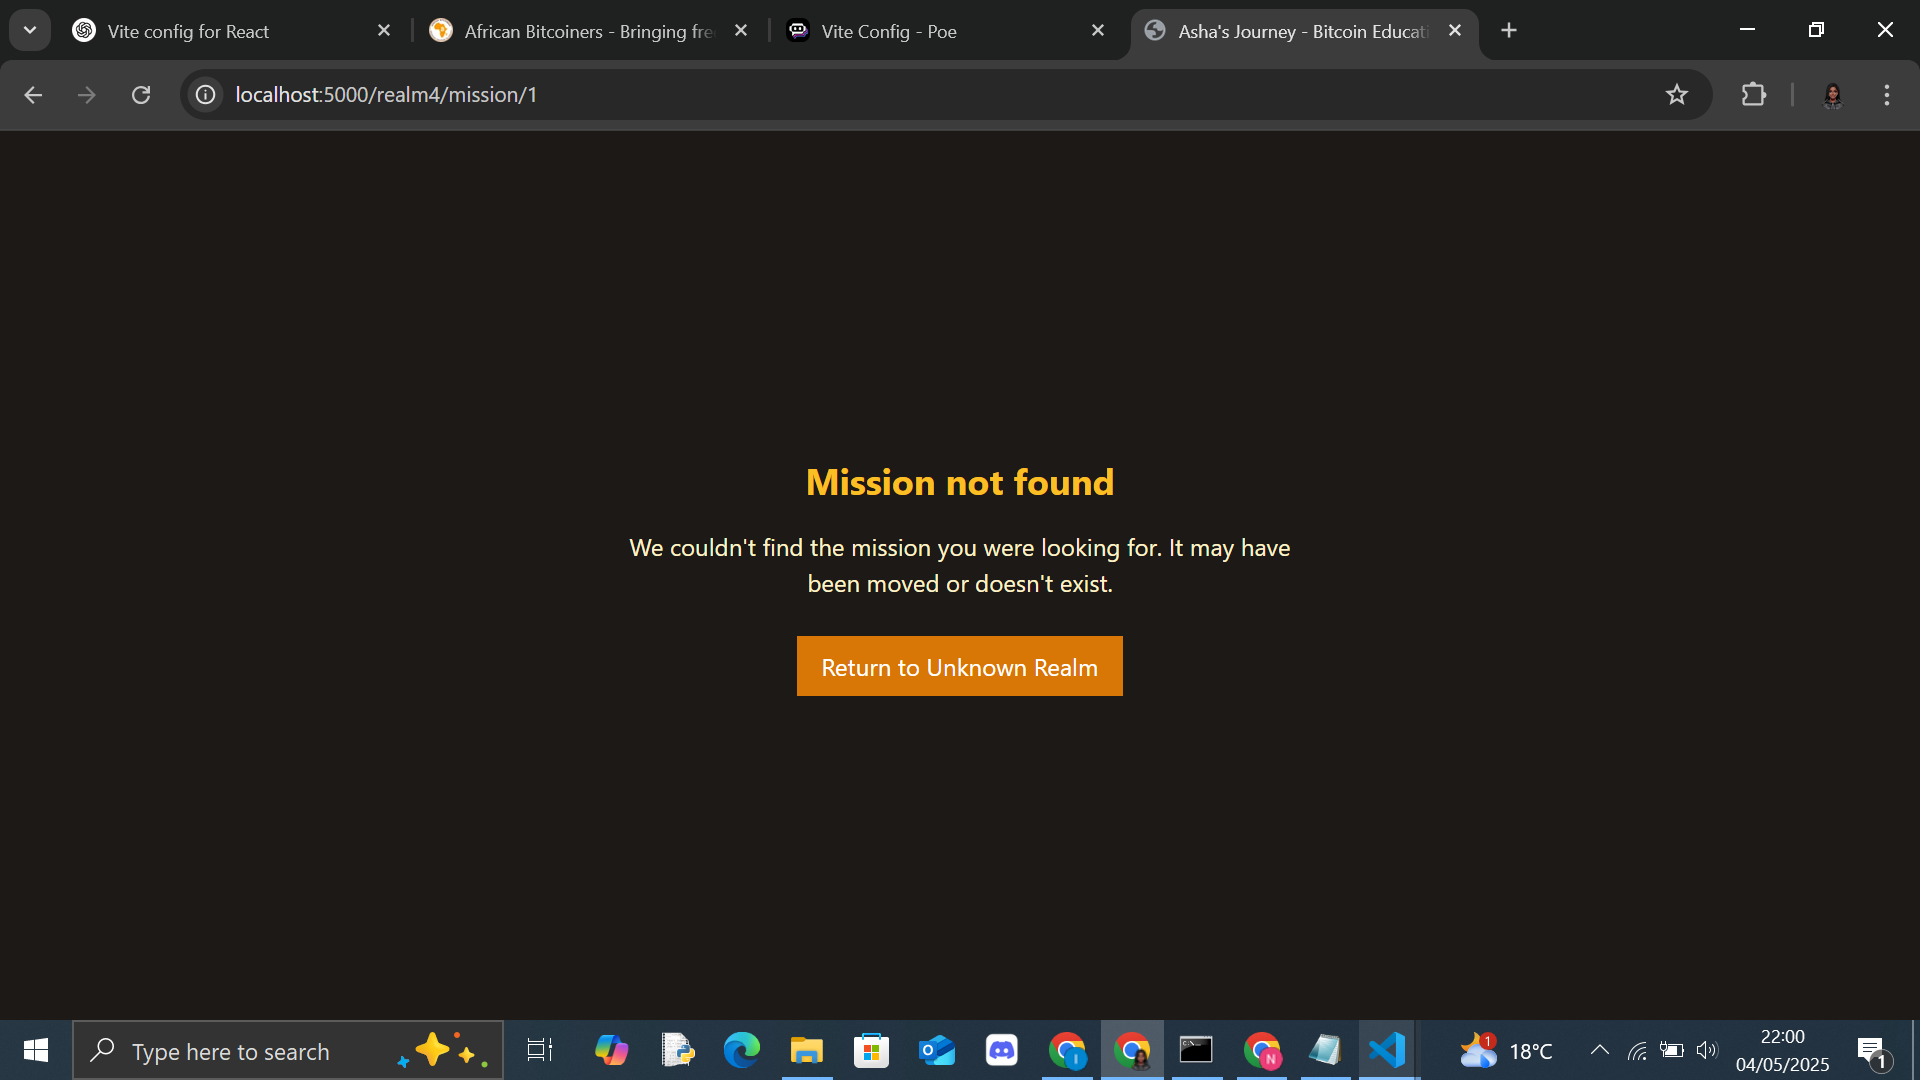 Vite config for React
African Bitcoiners - Bringing fre
Vite Config - Poe
Asha's Journey - Bitcoin Educati
localhost:5000/realm4/mission/1
Mission not found
We couldn't find the mission you were looking for. It may have
been moved or doesn't exist.
Return to Unknown Realm
Type here to search
I
N
1
18°C
22:00
04/05/2025
1